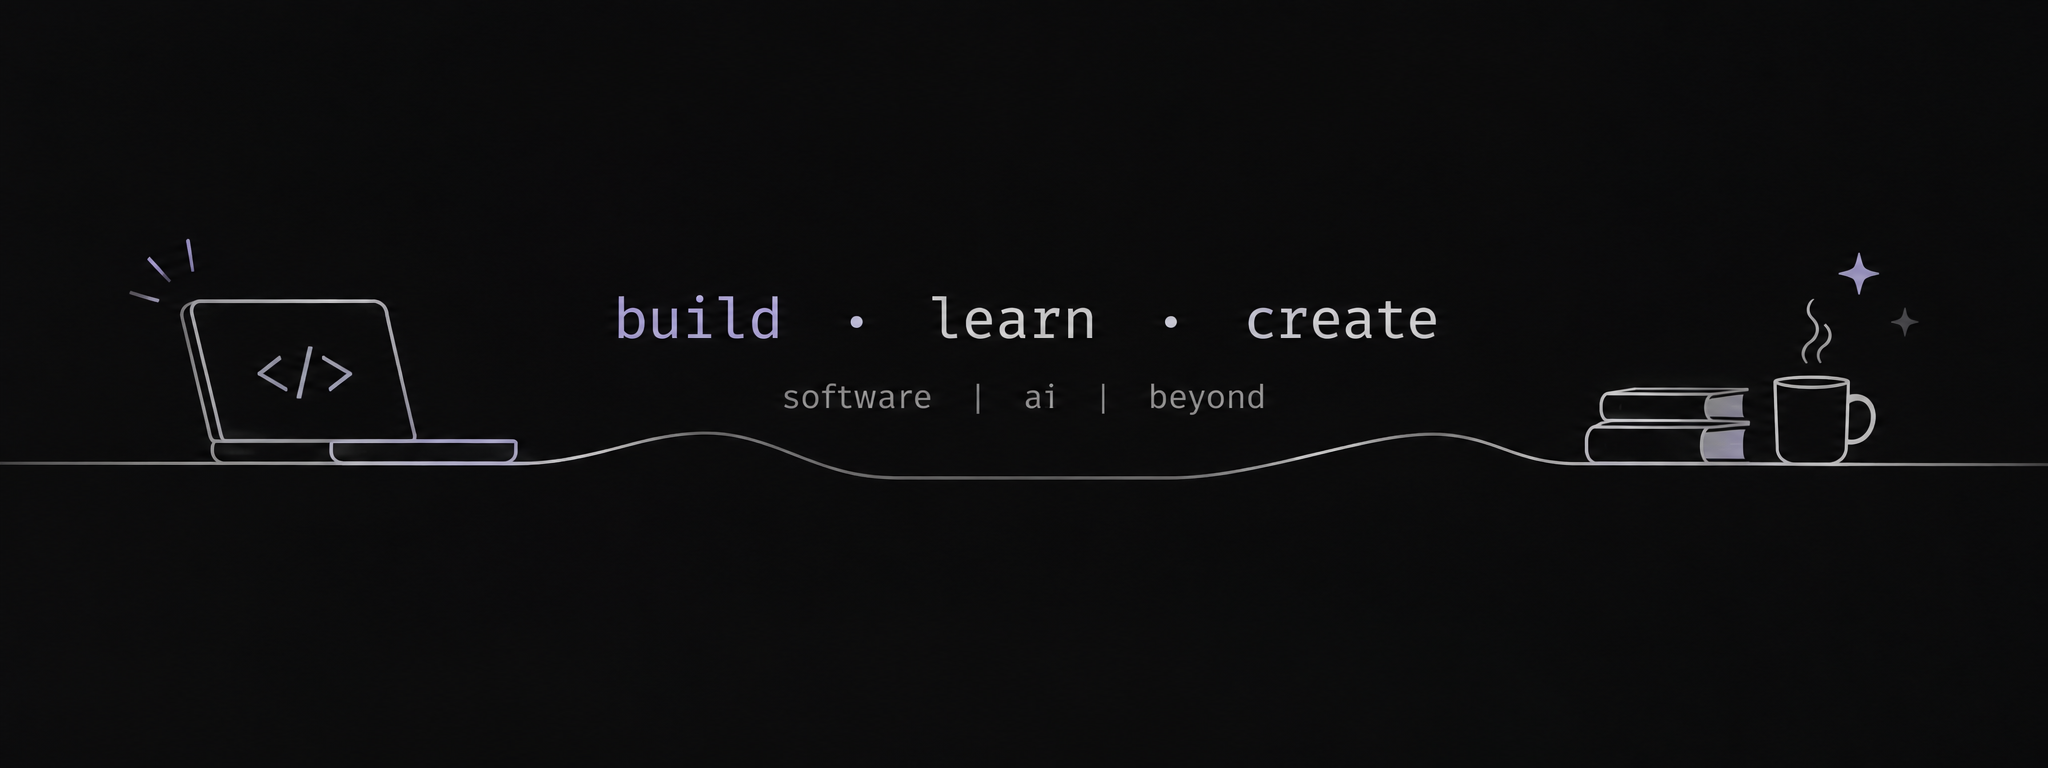 </>
build • learn • create
software | ai | beyond